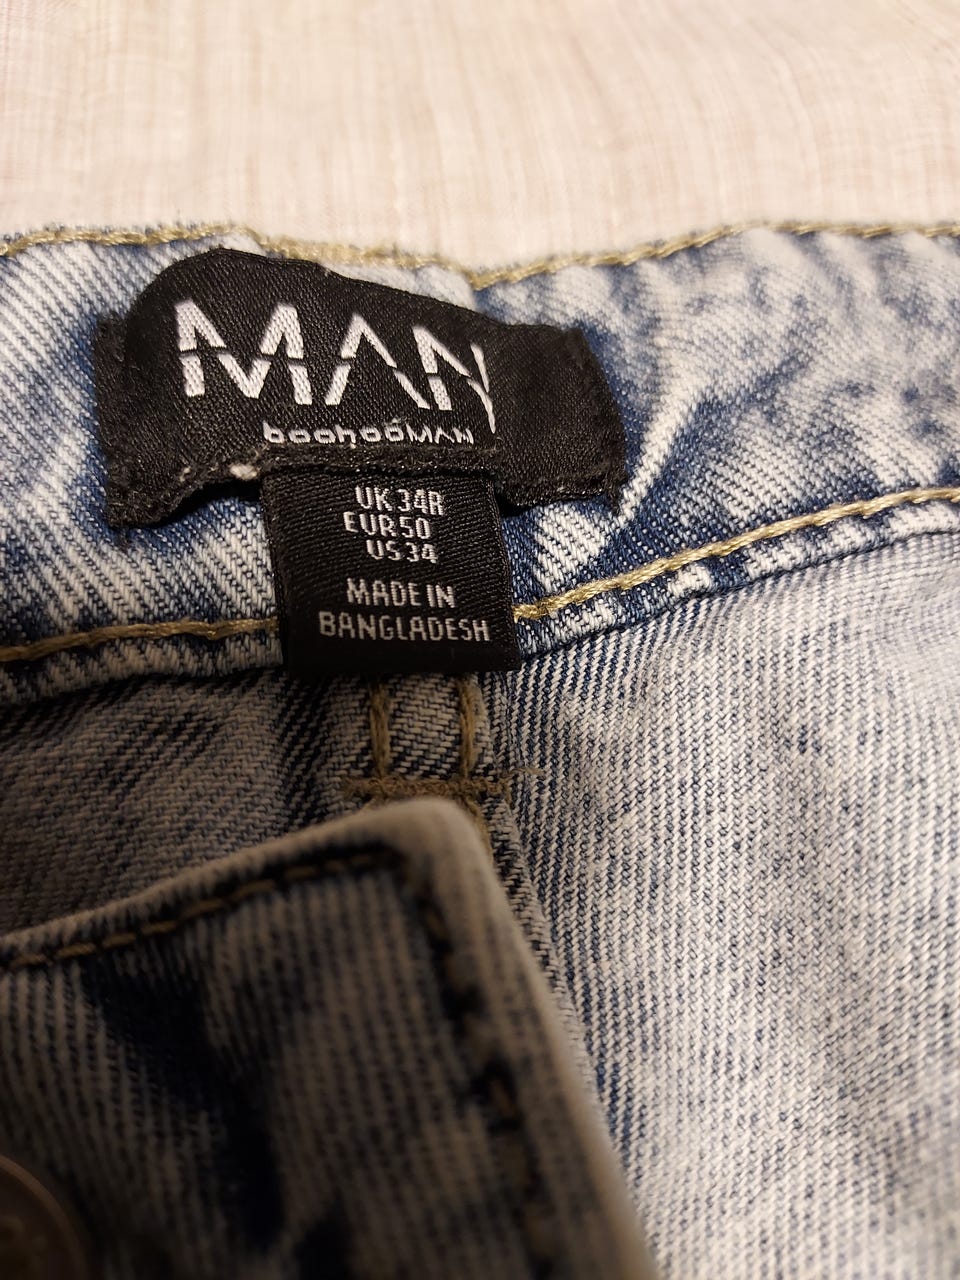 MAN
boohooMAN
UK 34R
EUR 50
US 34
MADE IN
BANGLADESH